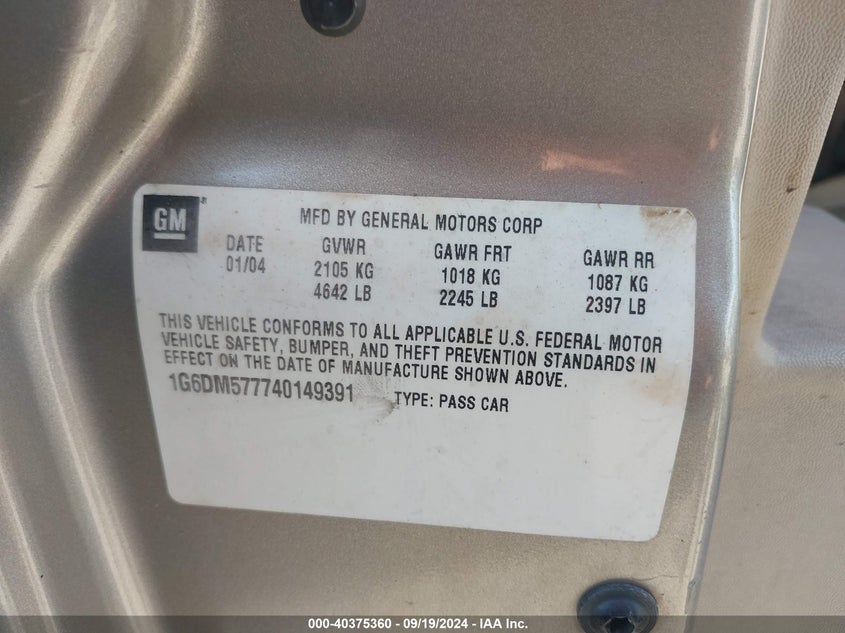 GM®
MFD BY GENERAL MOTORS CORP
DATE GVWR GAWR FRT GAWR RR
01/04 2105 KG 1018 KG 1087 KG
4642 LB 2245 LB 2397 LB
THIS VEHICLE CONFORMS TO ALL APPLICABLE U.S. FEDERAL MOTOR
VEHICLE SAFETY, BUMPER, AND THEFT PREVENTION STANDARDS IN
EFFECT ON THE DATE OF MANUFACTURE SHOWN ABOVE.
1G6DM577740149391 TYPE: PASS CAR
000-40375360 - 09/19/2024 - IAA Inc.